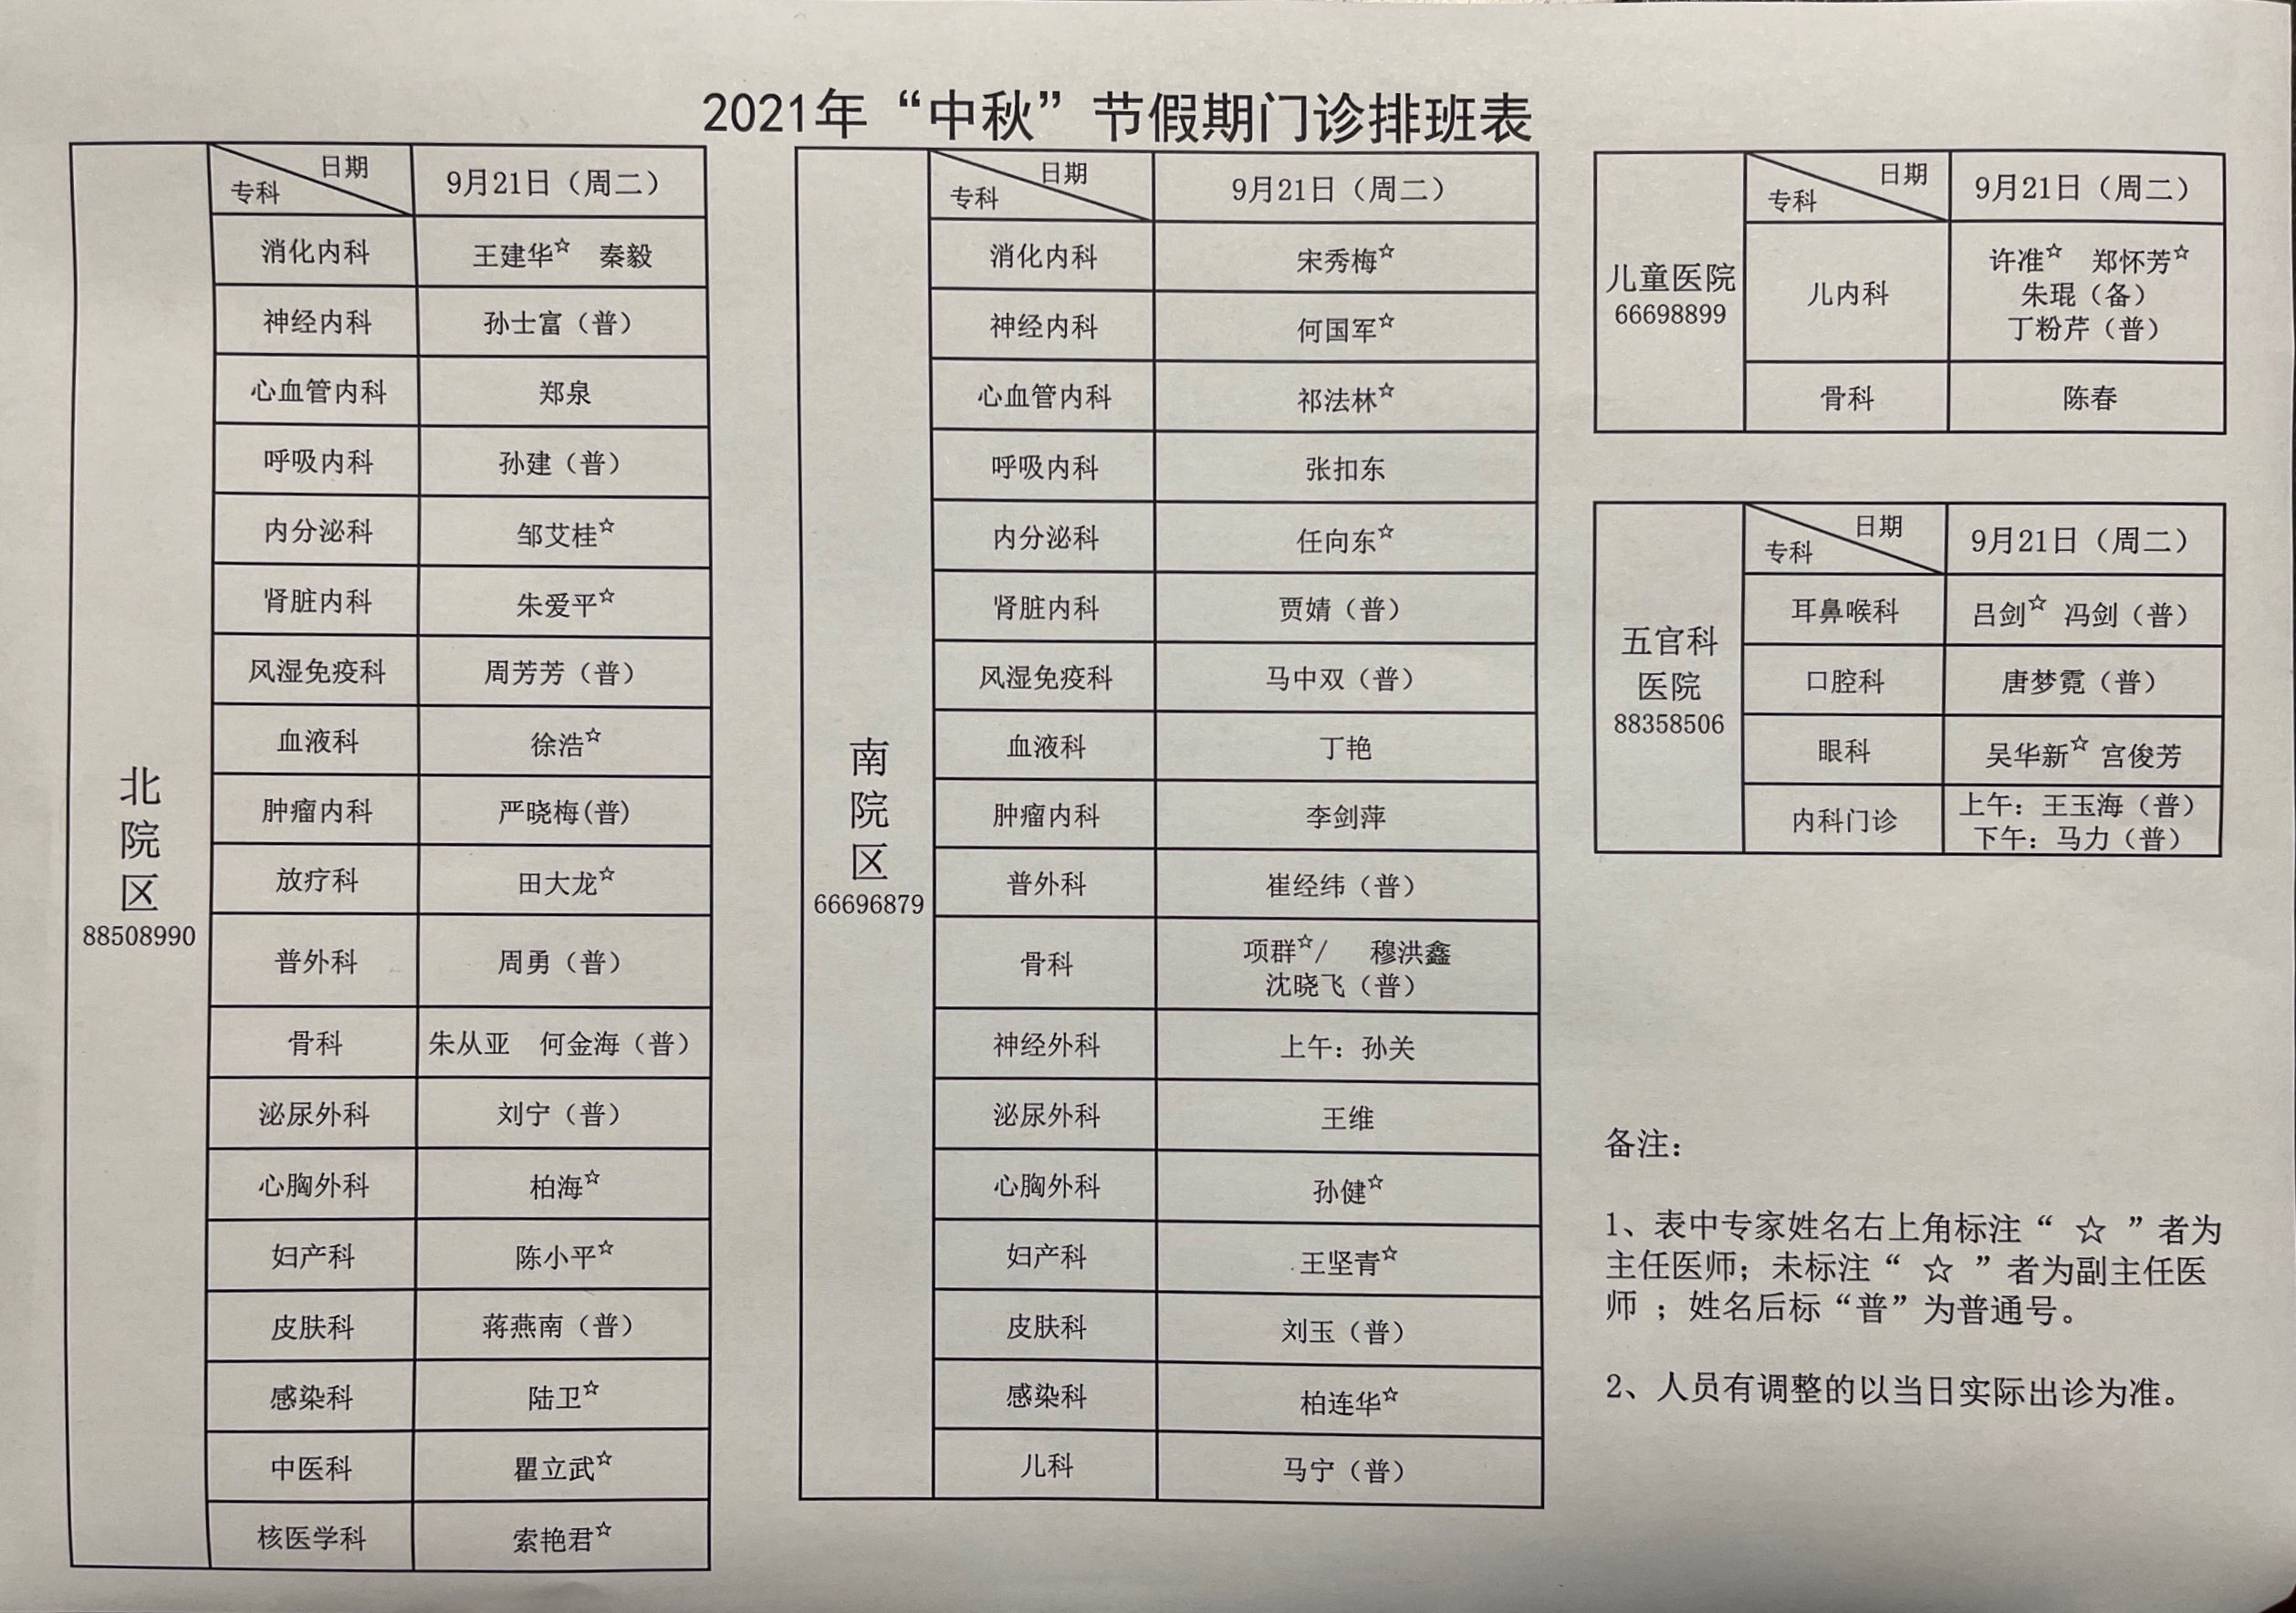 2021年“中秋”节假期门诊排班表
北院区
88508990
日期
专科
9月21日（周二）
消化内科 王建华☆ 秦毅
神经内科 孙士富（普）
心血管内科 郑泉
呼吸内科 孙建（普）
内分泌科 邹艾桂☆
肾脏内科 朱爱平☆
风湿免疫科 周芳芳（普）
血液科 徐浩☆
肿瘤内科 严晓梅(普)
放疗科 田大龙☆
普外科 周勇（普）
骨科 朱从亚 何金海（普）
泌尿外科 刘宁（普）
心胸外科 柏海☆
妇产科 陈小平☆
皮肤科 蒋燕南（普）
感染科 陆卫☆
中医科 瞿立武☆
核医学科 索艳君☆
南院区
66696879
日期
专科
9月21日（周二）
消化内科 宋秀梅☆
神经内科 何国军☆
心血管内科 祁法林☆
呼吸内科 张扣东
内分泌科 任向东☆
肾脏内科 贾婧（普）
风湿免疫科 马中双（普）
血液科 丁艳
肿瘤内科 李剑萍
普外科 崔经纬（普）
骨科 项群☆/ 穆洪鑫
沈晓飞（普）
神经外科 上午：孙关
泌尿外科 王维
心胸外科 孙健☆
妇产科 王坚青☆
皮肤科 刘玉（普）
感染科 柏连华☆
儿科 马宁（普）
儿童医院
66698899
日期
专科
9月21日（周二）
儿内科 许准☆ 郑怀芳☆
朱琨（备）
丁粉芹（普）
骨科 陈春
五官科
医院
88358506
日期
专科
9月21日（周二）
耳鼻喉科 吕剑☆ 冯剑（普）
口腔科 唐梦霓（普）
眼科 吴华新☆ 宫俊芳
内科门诊 上午：王玉海（普）
下午：马力（普）
备注：
1、表中专家姓名右上角标注“ ☆ ”者为
主任医师；未标注“ ☆ ”者为副主任医
师 ；姓名后标“普”为普通号。
2、人员有调整的以当日实际出诊为准。